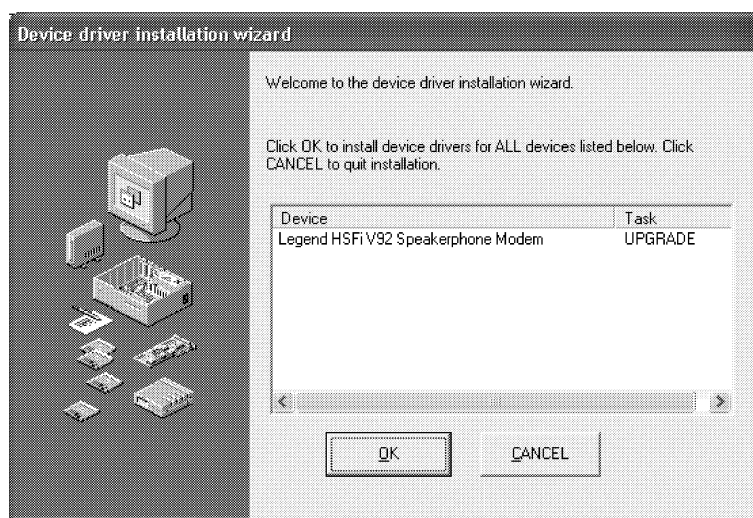 Device driver installation wizard
Welcome to the device driver installation wizard.
Click OK to install device drivers for ALL devices listed below. Click
CANCEL to quit installation.
Device Task
Legend HSFi V92 Speakerphone Modem UPGRADE
OK CANCEL